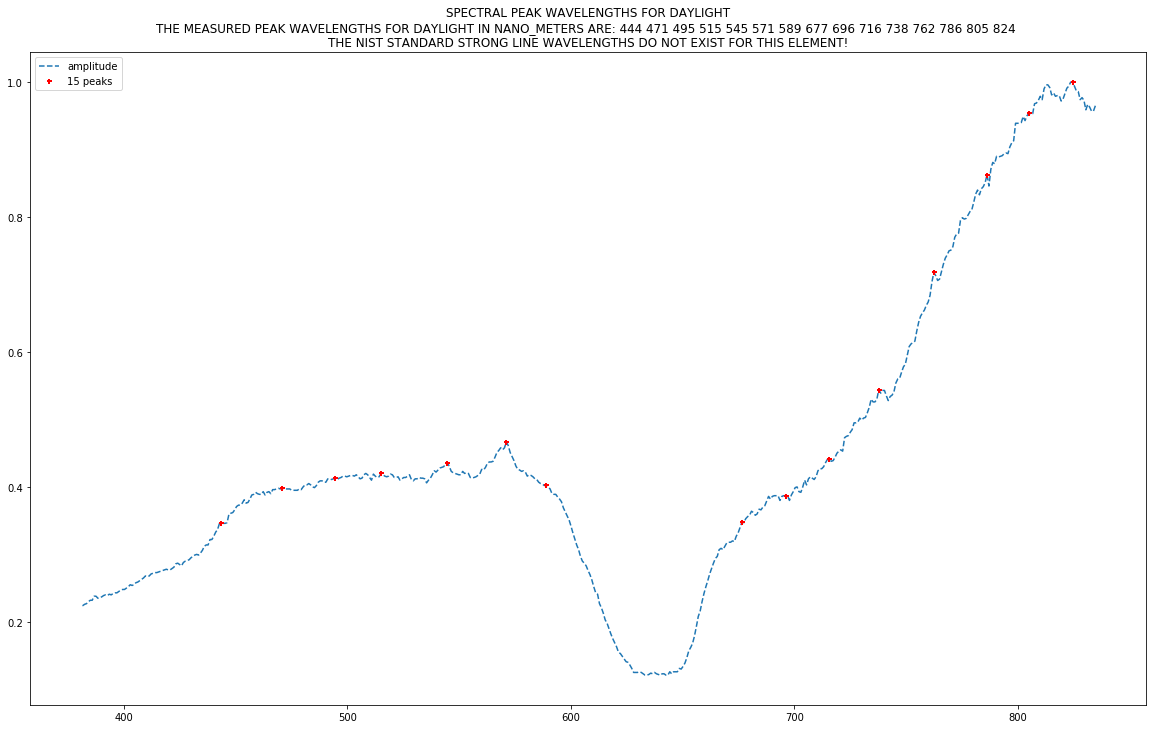 SPECTRAL PEAK WAVELENGTHS FOR DAYLIGHT
THE MEASURED PEAK WAVELENGTHS FOR DAYLIGHT IN NANO_METERS ARE: 444 471 495 515 545 571 589 677 696 716 738 762 786 805 824
THE NIST STANDARD STRONG LINE WAVELENGTHS DO NOT EXIST FOR THIS ELEMENT!
amplitude
15 peaks
1.0
0.8
0.6
0.4
0.2
400 500 600 700 800